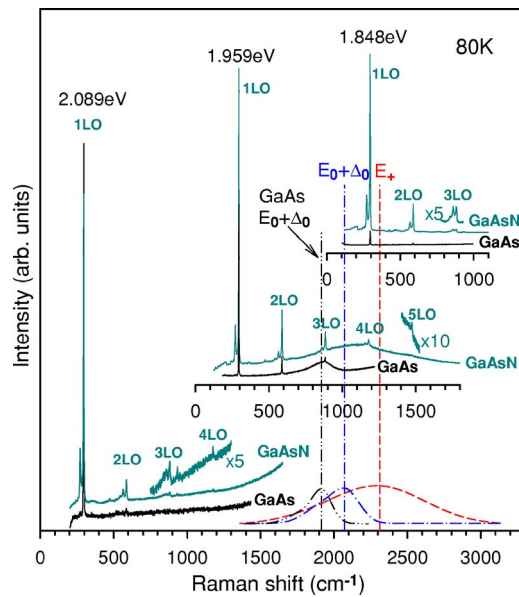 80K
1.848eV
1LO
1.959eV
1LO
2.089eV
1LO
E₀+Δ₀
E₊
GaAs
E₀+Δ₀
2LO
3LO
x5
GaAsN
GaAs
0
500
1000
2LO
3LO
4LO
5LO
x10
GaAs
GaAsN
0
500
1000
1500
2LO
3LO
4LO
x5
GaAsN
GaAs
0
500
1000
1500
2000
2500
3000
Raman shift (cm⁻¹)
Intensity (arb. units)